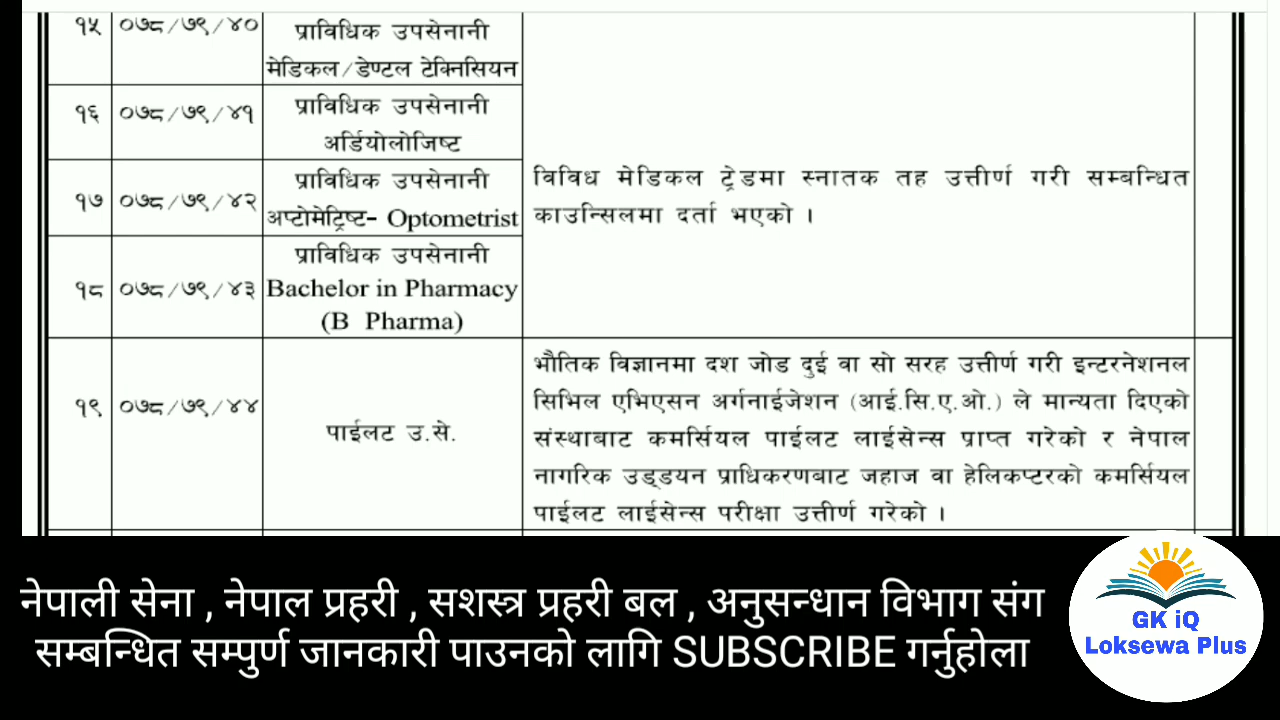 १५ ०७८/७९/४० प्राविधिक उपसेनानी
मेडिकल/डेण्टल टेक्निसियन
१६ ०७८/७९/४१ प्राविधिक उपसेनानी
अर्डियोलोजिष्ट
१७ ०७८/७९/४२ प्राविधिक उपसेनानी
अप्टोमेट्रिष्ट- Optometrist
विविध मेडिकल ट्रेडमा स्नातक तह उत्तीर्ण गरी सम्बन्धित
काउन्सिलमा दर्ता भएको ।
१८ ०७८/७९/४३ प्राविधिक उपसेनानी
Bachelor in Pharmacy
(B Pharma)
१९ ०७८/७९/४४ पाईलट उ.से.
भौतिक विज्ञानमा दश जोड दुई वा सो सरह उत्तीर्ण गरी इन्टरनेशनल
सिभिल एभिएसन अर्गनाईजेशन (आई.सि.ए.ओ.) ले मान्यता दिएको
संस्थाबाट कमर्सियल पाईलट लाईसेन्स प्राप्त गरेको र नेपाल
नागरिक उड्डयन प्राधिकरणबाट जहाज वा हेलिकप्टरको कमर्सियल
पाईलट लाईसेन्स परीक्षा उत्तीर्ण गरेको ।
नेपाली सेना , नेपाल प्रहरी , सशस्त्र प्रहरी बल , अनुसन्धान विभाग संग
सम्बन्धित सम्पुर्ण जानकारी पाउनको लागि SUBSCRIBE गर्नुहोला
GK iQ
Loksewa Plus